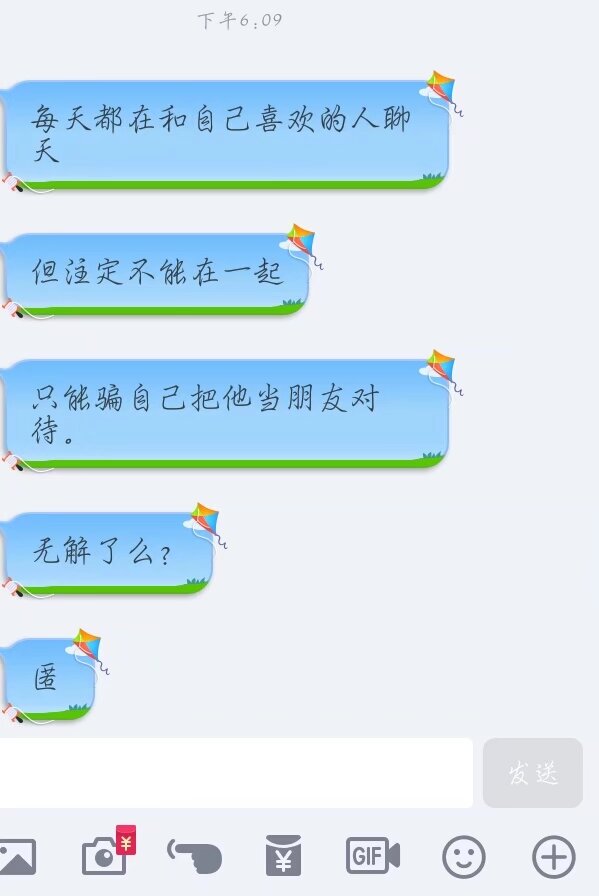 下午6:09
每天都在和自己喜欢的人聊
天
但注定不能在一起
只能骗自己把他当朋友对
待。
无解了么?
匿
发送
¥
¥
GIF